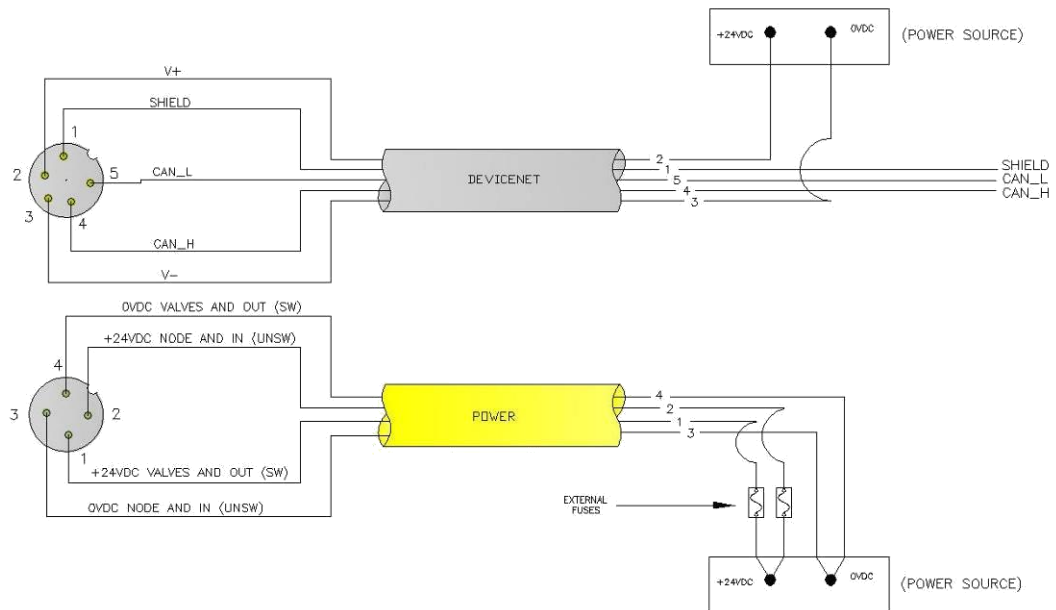 +24VDC
0VDC
(POWER SOURCE)
V+
SHIELD
1
2
5
CAN_L
3
4
CAN_H
V-
DEVICENET
2
1
5
4
3
SHIELD
CAN_L
CAN_H
0VDC VALVES AND OUT (SW)
+24VDC NODE AND IN (UNSW)
4
3
2
1
+24VDC VALVES AND OUT (SW)
0VDC NODE AND IN (UNSW)
POWER
4
2
1
3
EXTERNAL
FUSES
+24VDC
0VDC
(POWER SOURCE)